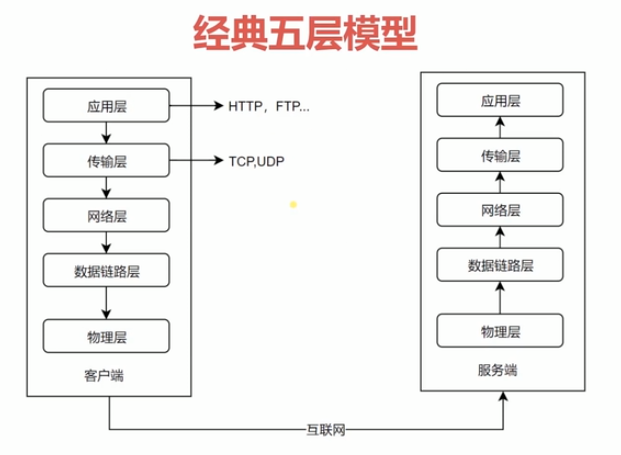 经典五层模型
应用层
HTTP，FTP...
传输层
TCP,UDP
网络层
数据链路层
物理层
客户端
应用层
传输层
网络层
数据链路层
物理层
服务端
互联网